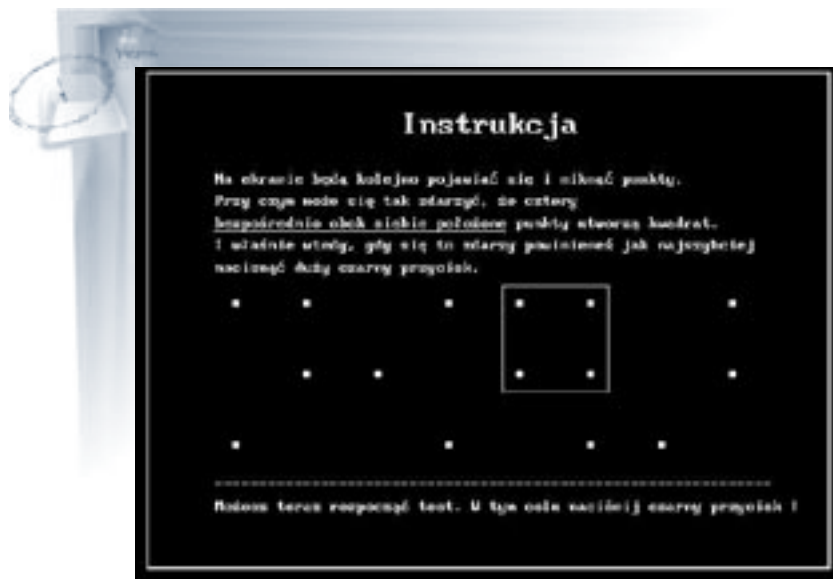 Instrukcja
Na ekranie będą kolejno pojawiać się i niknąć punkty.
Przy czym może się tak zdarzyć, że cztery
bezpośrednio obok siebie położone punkty utworzą kwadrat.
I właśnie wtedy, gdy się to zdarzy powinieneś jak najszybciej
nacisnąć duży czarny przycisk.
Możesz teraz rozpocząć test. W tym celu naciśnij czarny przycisk !